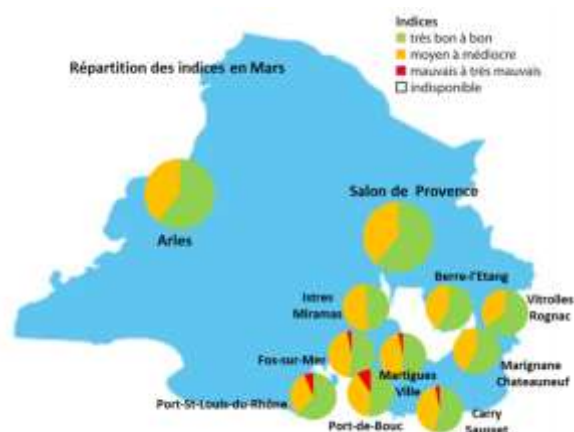 Indices
très bon à bon
moyen à médiocre
mauvais à très mauvais
indisponible
Répartition des indices en Mars
Salon de Provence
Arles
Berre-l'Etang
Istres
Miramas
Vitrolles
Rognac
Fos-sur-Mer
Martigues
Ville
Marignane
Chateauneuf
Port-St-Louis-du-Rhône
Port-de-Bouc
Carry
Sausset